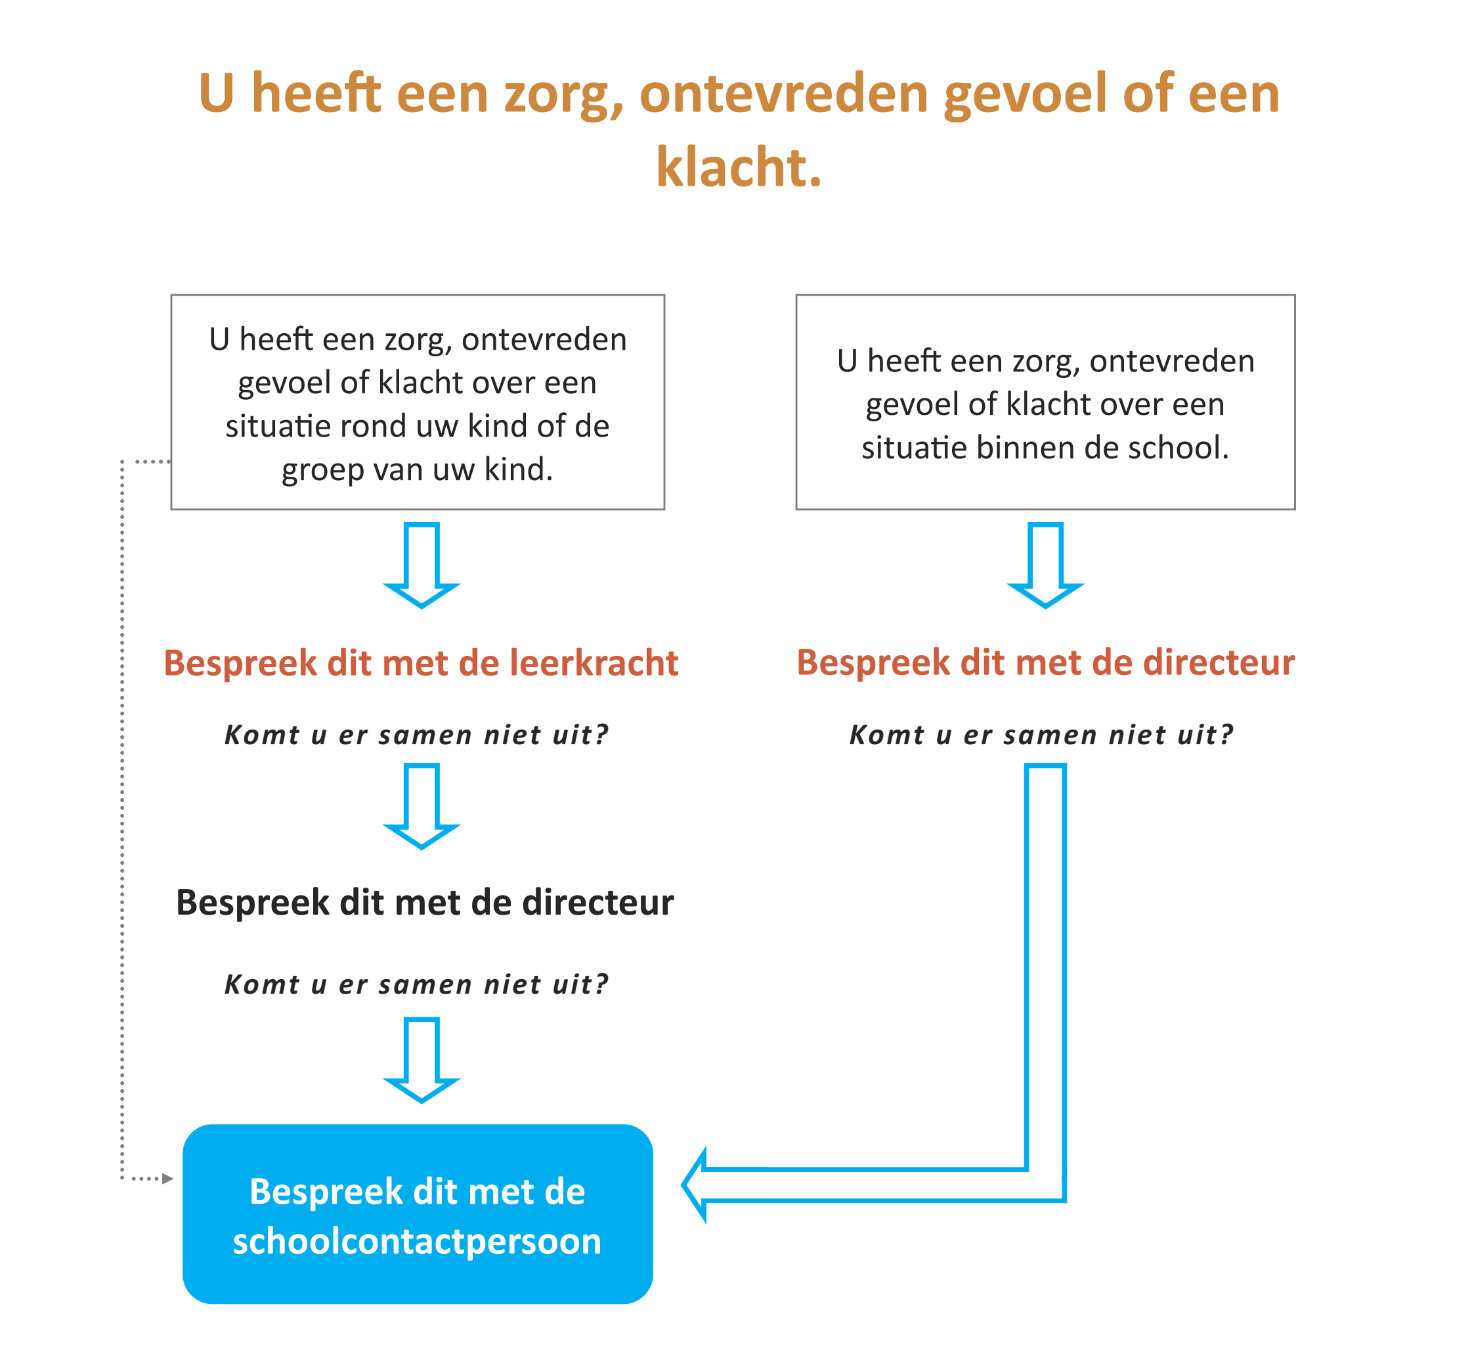 U heeft een zorg, ontevreden gevoel of een
klacht.
U heeft een zorg, ontevreden
gevoel of klacht over een
situatie rond uw kind of de
groep van uw kind.
Bespreek dit met de leerkracht
Komt u er samen niet uit?
Bespreek dit met de directeur
Komt u er samen niet uit?
U heeft een zorg, ontevreden
gevoel of klacht over een
situatie binnen de school.
Bespreek dit met de directeur
Komt u er samen niet uit?
Bespreek dit met de
schoolcontactpersoon